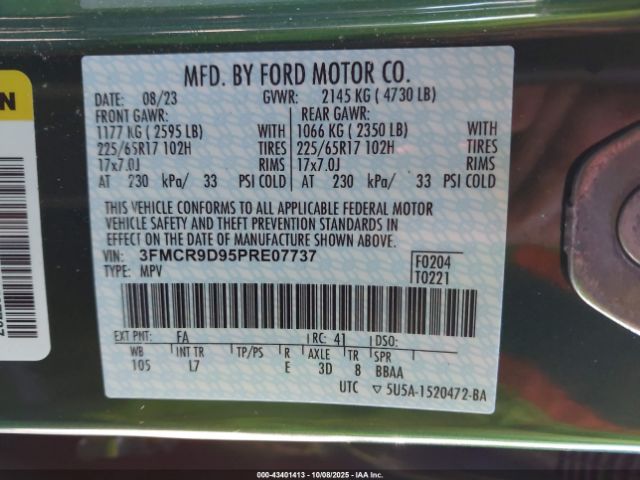 MFD. BY FORD MOTOR CO.
DATE: 08/23 GVWR: 2145 KG ( 4730 LB)
FRONT GAWR: REAR GAWR:
1177 KG ( 2595 LB) WITH 1066 KG ( 2350 LB) WITH
225/65R17 102H TIRES 225/65R17 102H TIRES
17x7.0J RIMS 17x7.0J RIMS
AT 230 kPa/ 33 PSI COLD AT 230 kPa/ 33 PSI COLD
THIS VEHICLE CONFORMS TO ALL APPLICABLE FEDERAL MOTOR
VEHICLE SAFETY AND THEFT PREVENTION STANDARDS IN
EFFECT ON THE DATE OF MANUFACTURE SHOWN ABOVE.
VIN: 3FMCR9D95PRE07737 F0204
TYPE: MPV T0221
EXT PNT: FA RC: 41 DSO:
WB INT TR TP/PS R AXLE TR SPR
105 L7 E 3D 8 BBAA
UTC ▽5U5A-1520472-BA
000-43401413 - 10/08/2025 - IAAI Corp.